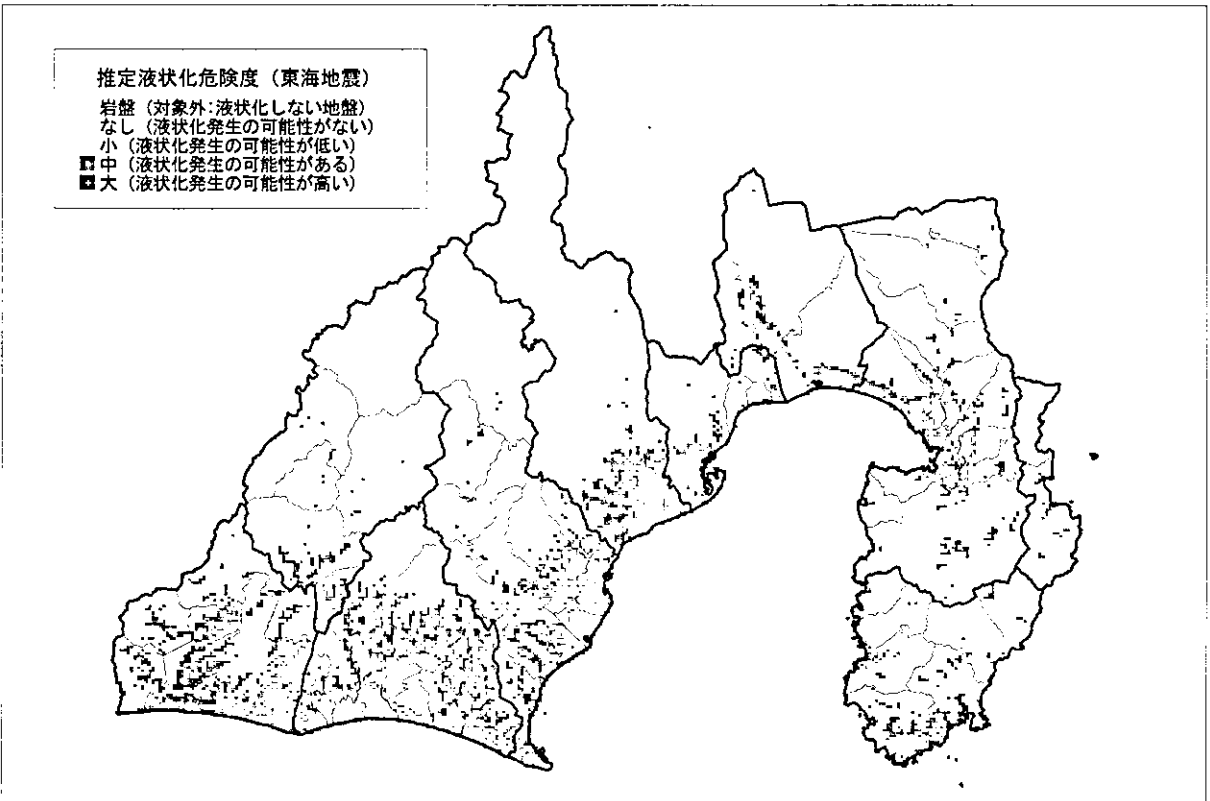 推定液状化危険度（東海地震）
岩盤（対象外:液状化しない地盤）
なし（液状化発生の可能性がない）
小（液状化発生の可能性が低い）
中（液状化発生の可能性がある）
大（液状化発生の可能性が高い）